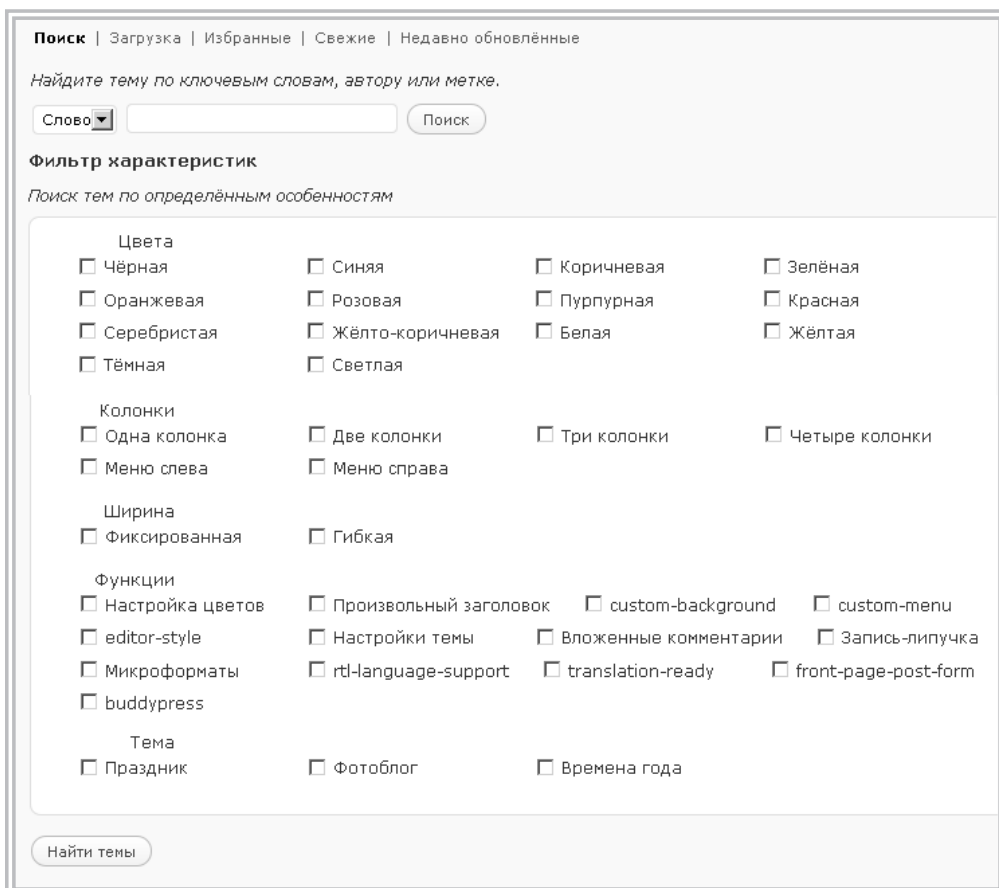 Поиск | Загрузка | Избранные | Свежие | Недавно обновлённые
Найдите тему по ключевым словам, автору или метке.
Слово Поиск
Фильтр характеристик
Поиск тем по определённым особенностям
Цвета
Чёрная Синяя Коричневая Зелёная
Оранжевая Розовая Пурпурная Красная
Серебристая Жёлто-коричневая Белая Жёлтая
Тёмная Светлая
Колонки
Одна колонка Две колонки Три колонки Четыре колонки
Меню слева Меню справа
Ширина
Фиксированная Гибкая
Функции
Настройка цветов Произвольный заголовок custom-background custom-menu
editor-style Настройки темы Вложенные комментарии Запись-липучка
Микроформаты rtl-language-support translation-ready front-page-post-form
buddypress
Тема
Праздник Фотоблог Времена года
Найти темы